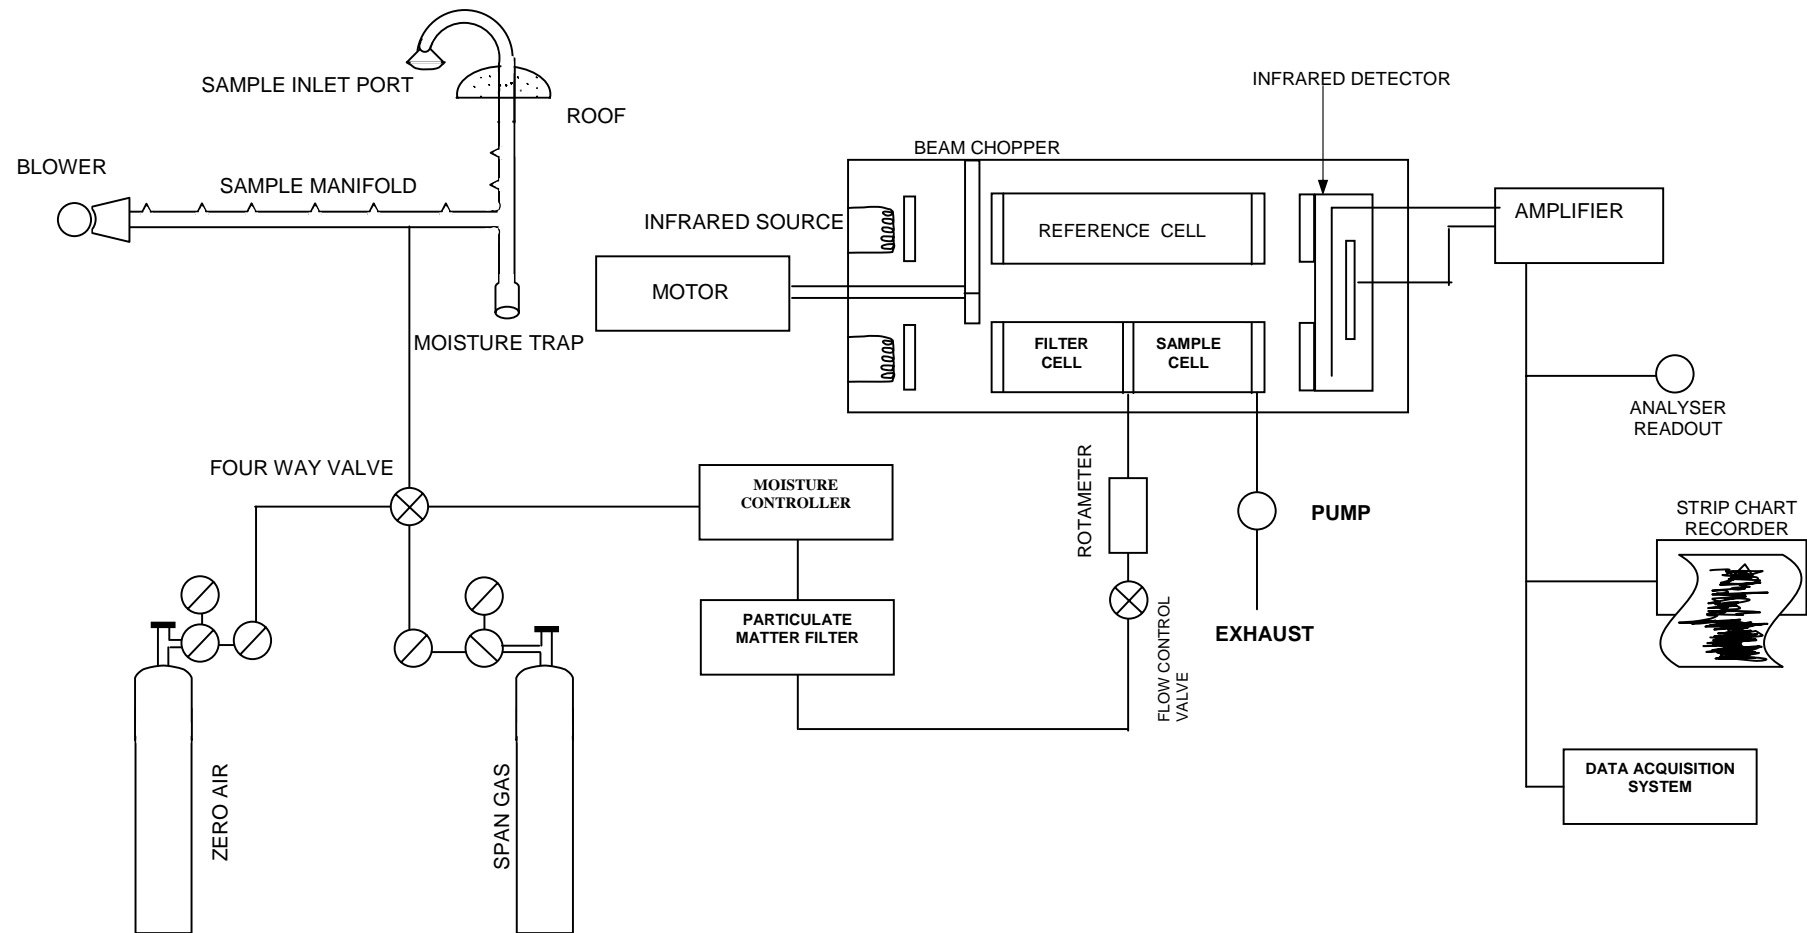 SAMPLE INLET PORT
ROOF
BLOWER
SAMPLE MANIFOLD
MOISTURE TRAP
INFRARED DETECTOR
BEAM CHOPPER
INFRARED SOURCE
REFERENCE CELL
MOTOR
FILTER
CELL
SAMPLE
CELL
AMPLIFIER
ANALYSER
READOUT
FOUR WAY VALVE
MOISTURE
CONTROLLER
ROTAMETER
PUMP
STRIP CHART
RECORDER
PARTICULATE
MATTER FILTER
FLOW CONTROL
VALVE
EXHAUST
ZERO AIR
SPAN GAS
DATA ACQUISITION
SYSTEM